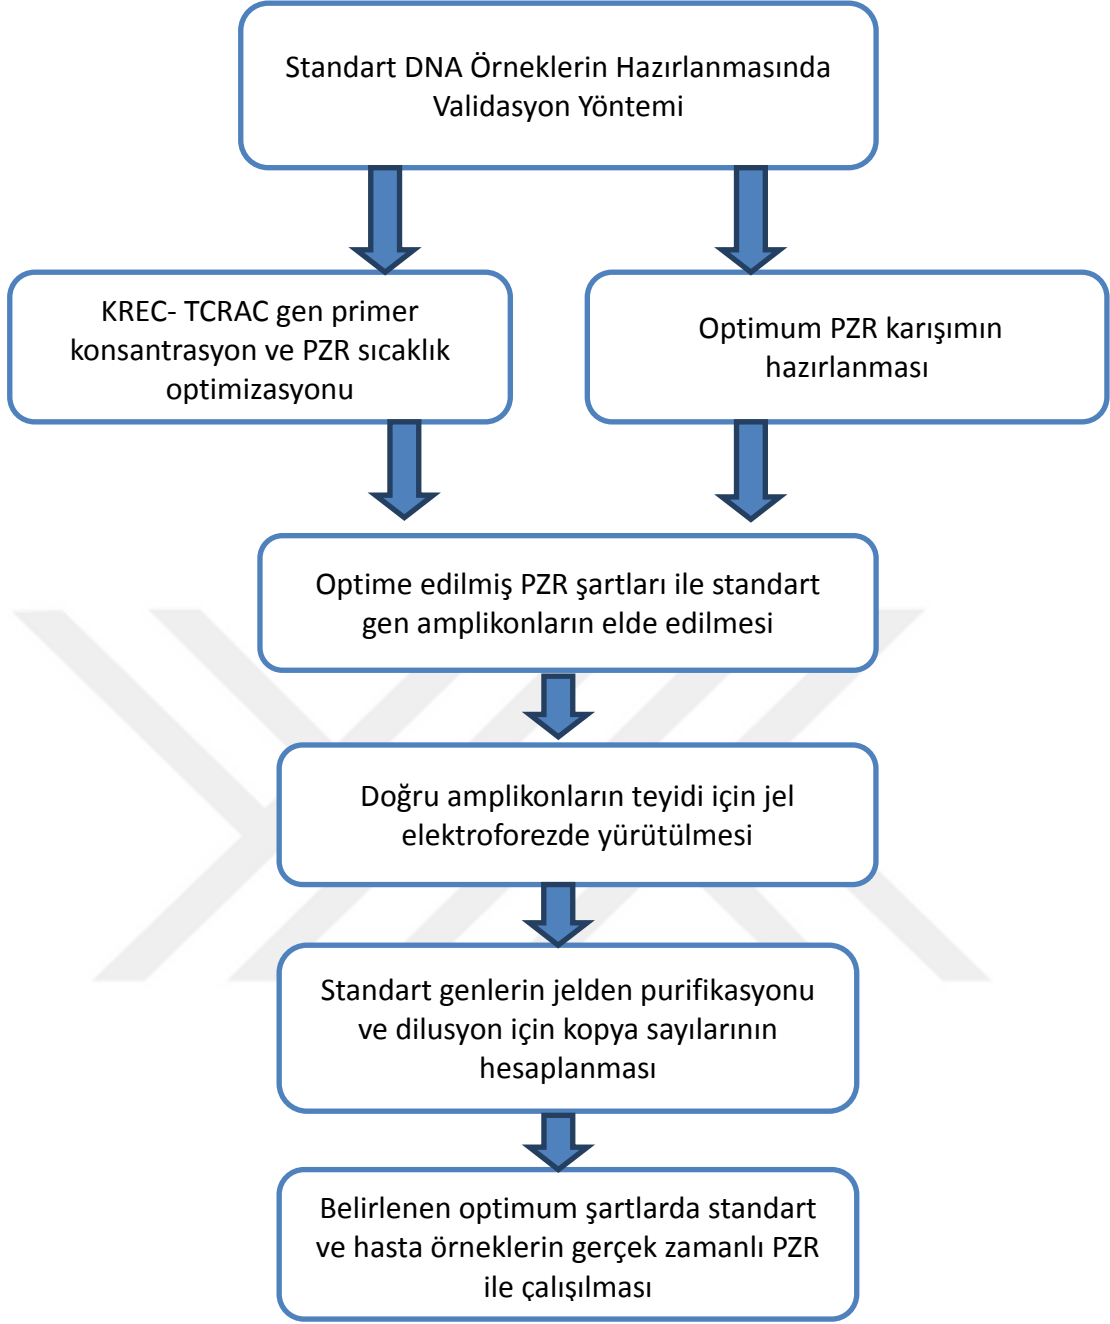 Standart DNA Örneklerin Hazırlanmasında
Validasyon Yöntemi
KREC- TCRAC gen primer
konsantrasyon ve PZR sıcaklık
optimizasyonu
Optimum PZR karışımın
hazırlanması
Optime edilmiş PZR şartları ile standart
gen amplikonların elde edilmesi
Doğru amplikonların teyidi için jel
elektroforezde yürütülmesi
Standart genlerin jelden purifikasyonu
ve dilusyon için kopya sayılarının
hesaplanması
Belirlenen optimum şartlarda standart
ve hasta örneklerin gerçek zamanlı PZR
ile çalışılması